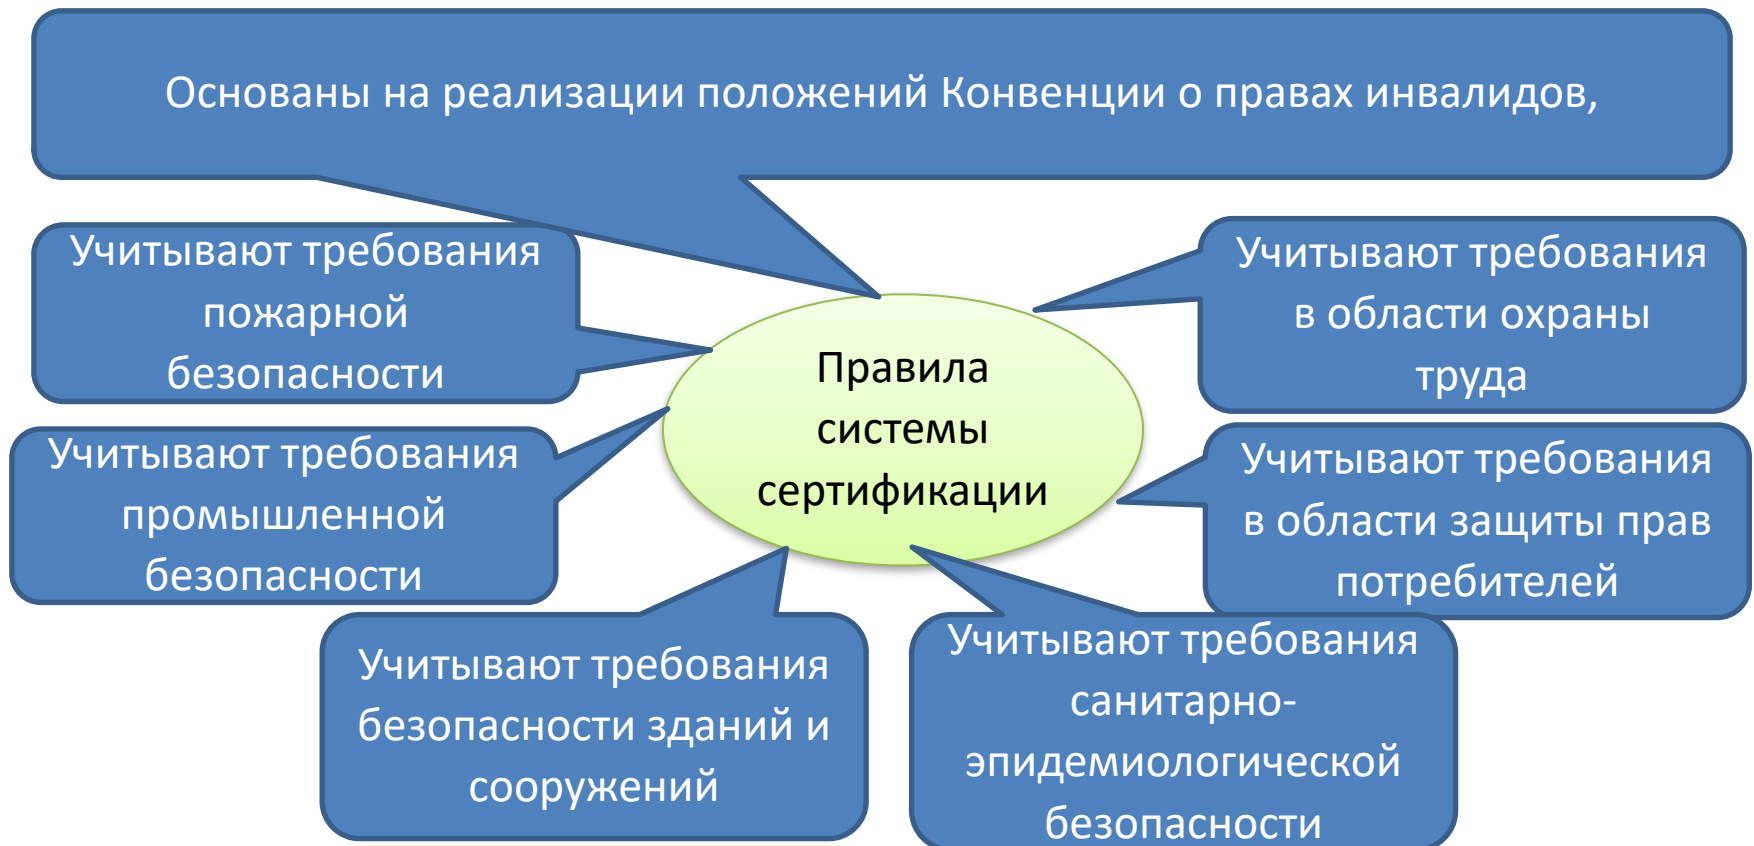 Основаны на реализации положений Конвенции о правах инвалидов,
Учитывают требования
пожарной
безопасности
Учитывают требования
в области охраны
труда
Правила
системы
сертификации
Учитывают требования
промышленной
безопасности
Учитывают требования
в области защиты прав
потребителей
Учитывают требования
безопасности зданий и
сооружений
Учитывают требования
санитарно-
эпидемиологической
безопасности